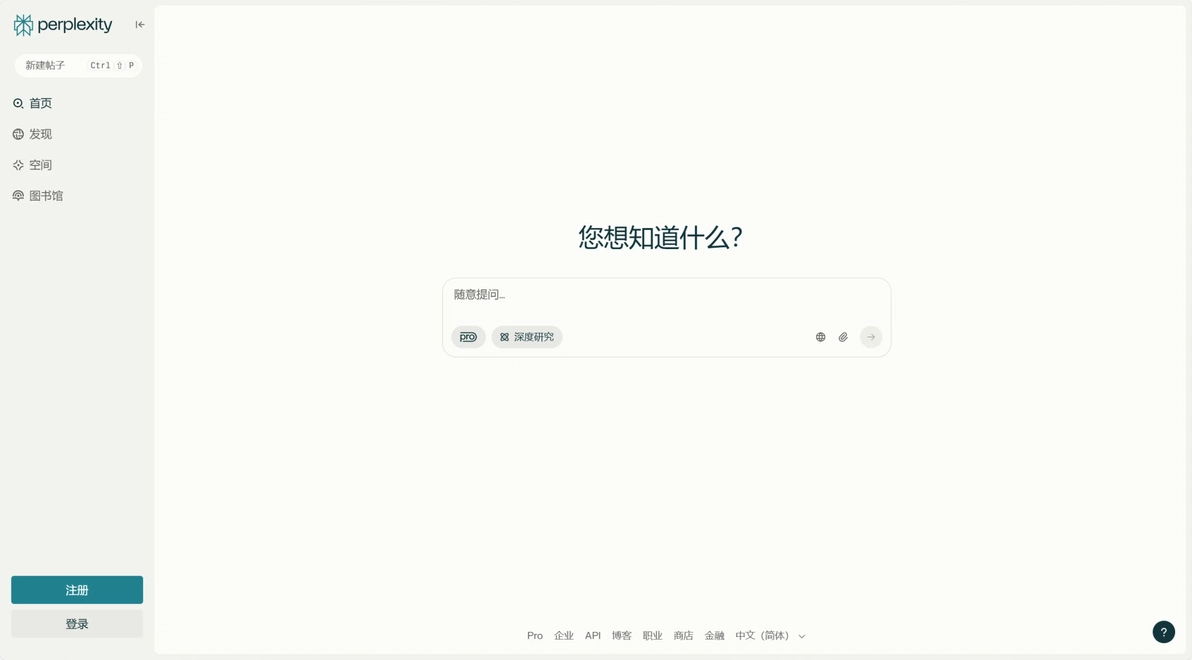 perplexity
新建帖子 Ctrl ⇧ P
首页
发现
空间
图书馆
您想知道什么？
随意提问...
pro 深度研究
注册
登录
Pro 企业 API 博客 职业 商店 金融 中文（简体）
?